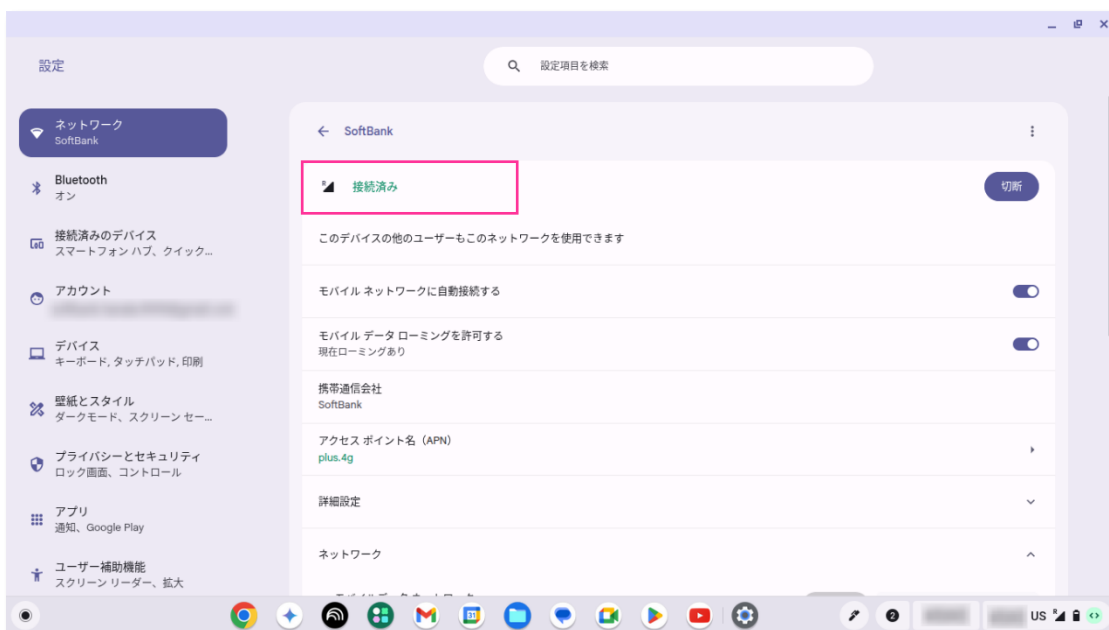 設定
設定項目を検索
ネットワーク
SoftBank
Bluetooth
オン
接続済みのデバイス
スマートフォン ハブ、クイック...
アカウント
デバイス
キーボード, タッチパッド, 印刷
壁紙とスタイル
ダークモード、スクリーン セー...
プライバシーとセキュリティ
ロック画面、コントロール
アプリ
通知、Google Play
ユーザー補助機能
スクリーン リーダー、拡大
SoftBank
R
接続済み
切断
このデバイスの他のユーザーもこのネットワークを使用できます
モバイル ネットワークに自動接続する
モバイル データ ローミングを許可する
現在ローミングあり
携帯通信会社
SoftBank
アクセス ポイント名（APN）
plus.4g
詳細設定
ネットワーク
31
2
US
R